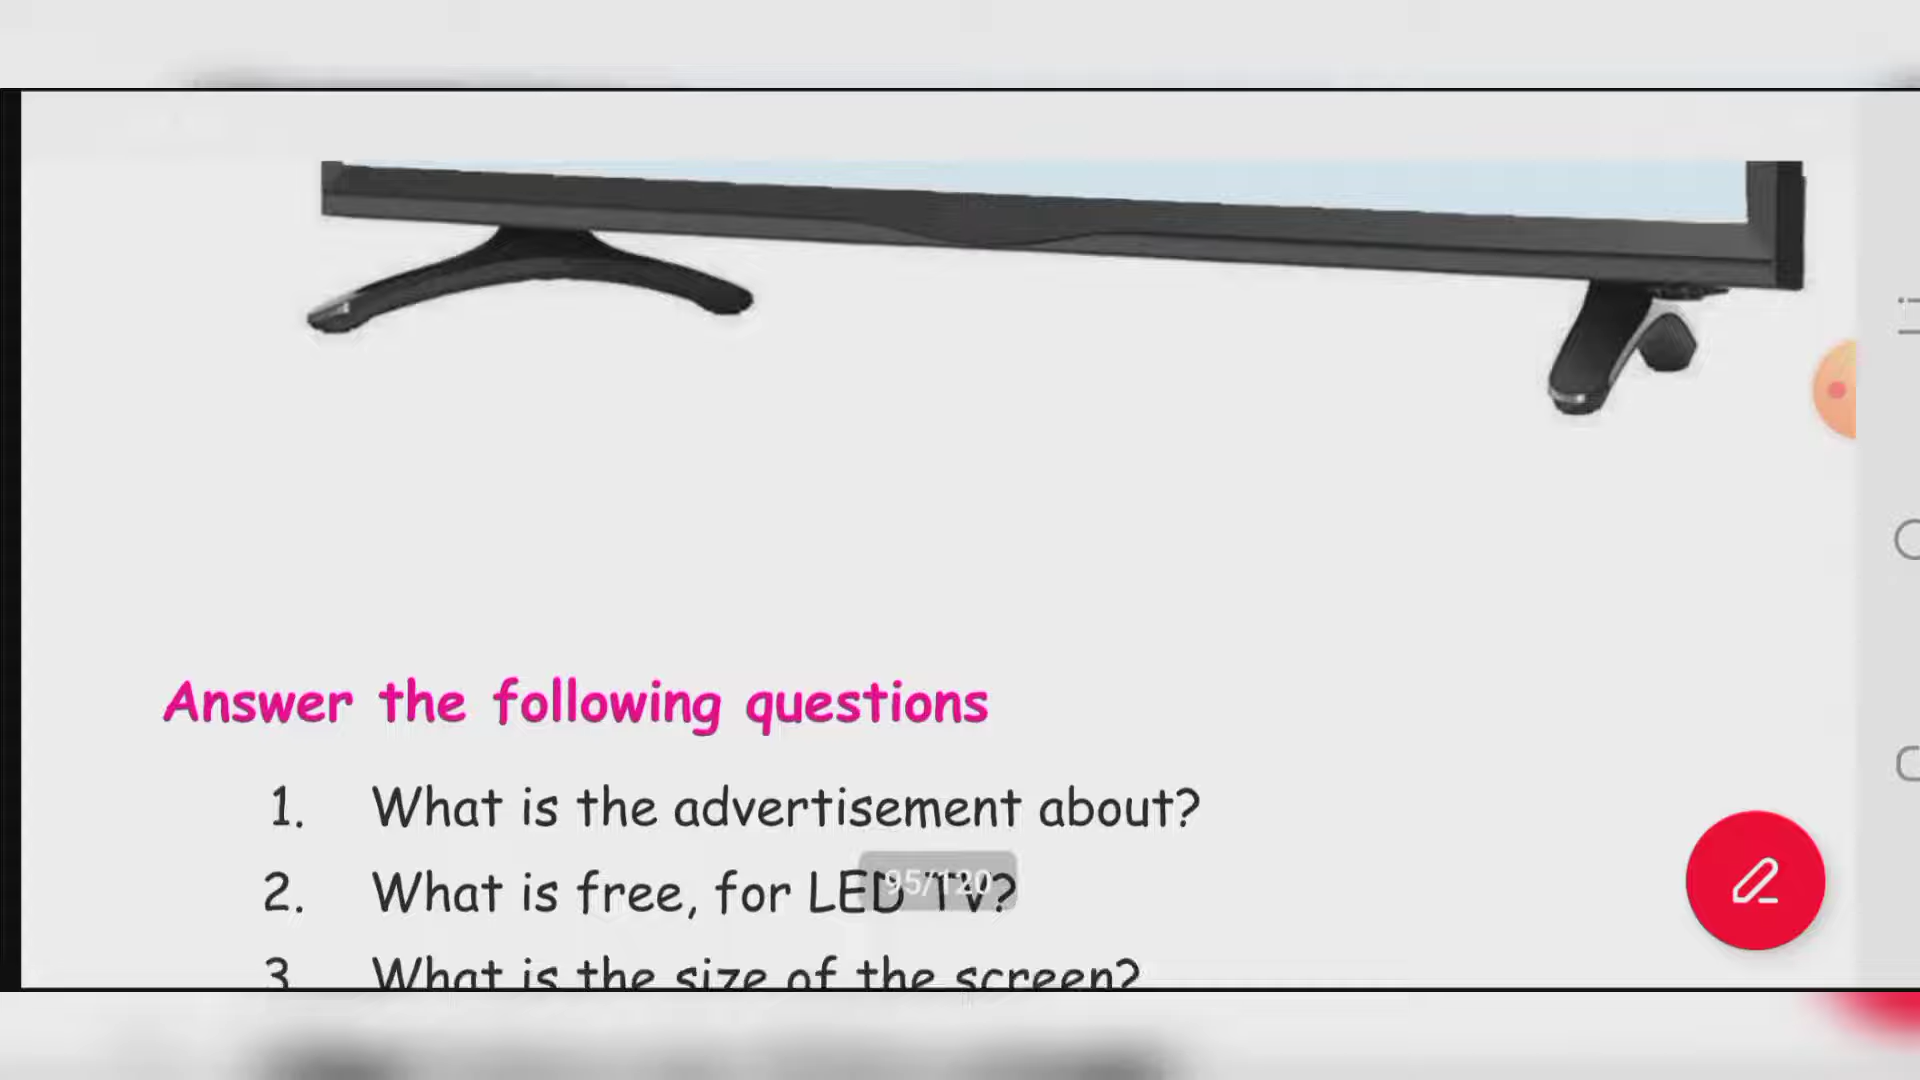 Answer the following questions
1. What is the advertisement about?
2. What is free, for LED TV?
95/120
3. What is the size of the screen?